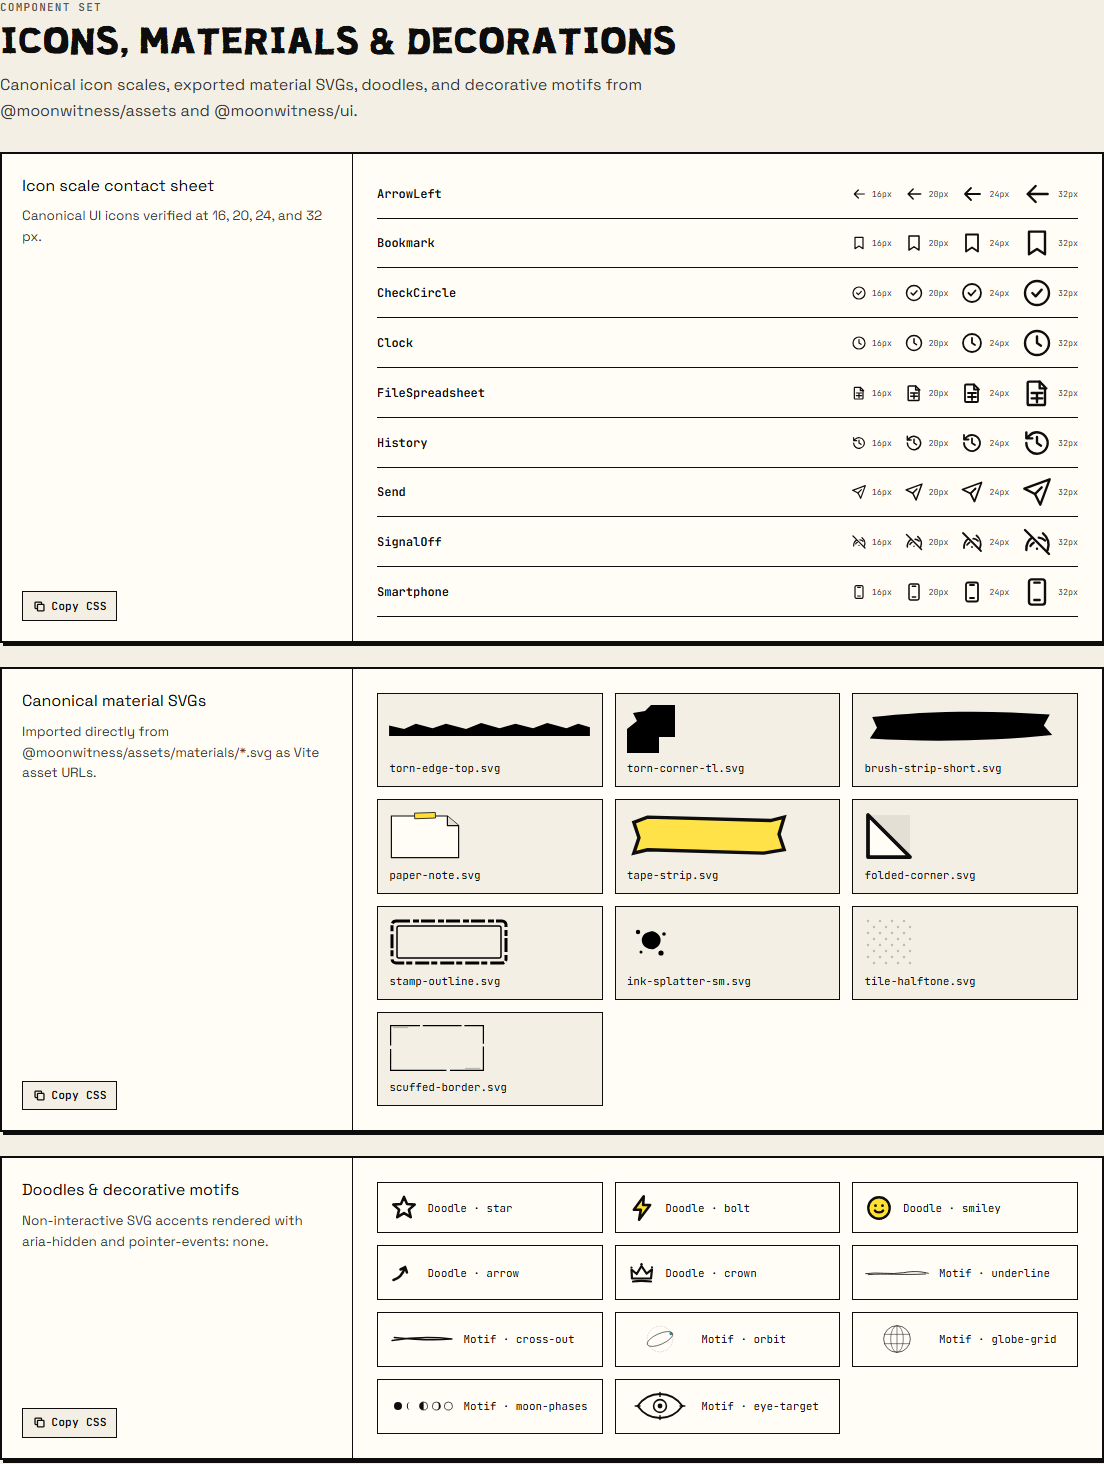 COMPONENT SET
ICONS, MATERIALS & DECORATIONS
Canonical icon scales, exported material SVGs, doodles, and decorative motifs from
@moonwitness/assets and @moonwitness/ui.
Icon scale contact sheet
Canonical UI icons verified at 16, 20, 24, and 32
px.
Copy CSS
ArrowLeft 16px 20px 24px 32px
Bookmark 16px 20px 24px 32px
CheckCircle 16px 20px 24px 32px
Clock 16px 20px 24px 32px
FileSpreadsheet 16px 20px 24px 32px
History 16px 20px 24px 32px
Send 16px 20px 24px 32px
SignalOff 16px 20px 24px 32px
Smartphone 16px 20px 24px 32px
Canonical material SVGs
Imported directly from
@moonwitness/assets/materials/*.svg as Vite
asset URLs.
Copy CSS
torn-edge-top.svg
torn-corner-tl.svg
brush-strip-short.svg
paper-note.svg
tape-strip.svg
folded-corner.svg
stamp-outline.svg
ink-splatter-sm.svg
tile-halftone.svg
scuffed-border.svg
Doodles & decorative motifs
Non-interactive SVG accents rendered with
aria-hidden and pointer-events: none.
Copy CSS
Doodle · star
Doodle · bolt
Doodle · smiley
Doodle · arrow
Doodle · crown
Motif · underline
Motif · cross-out
Motif · orbit
Motif · globe-grid
Motif · moon-phases
Motif · eye-target